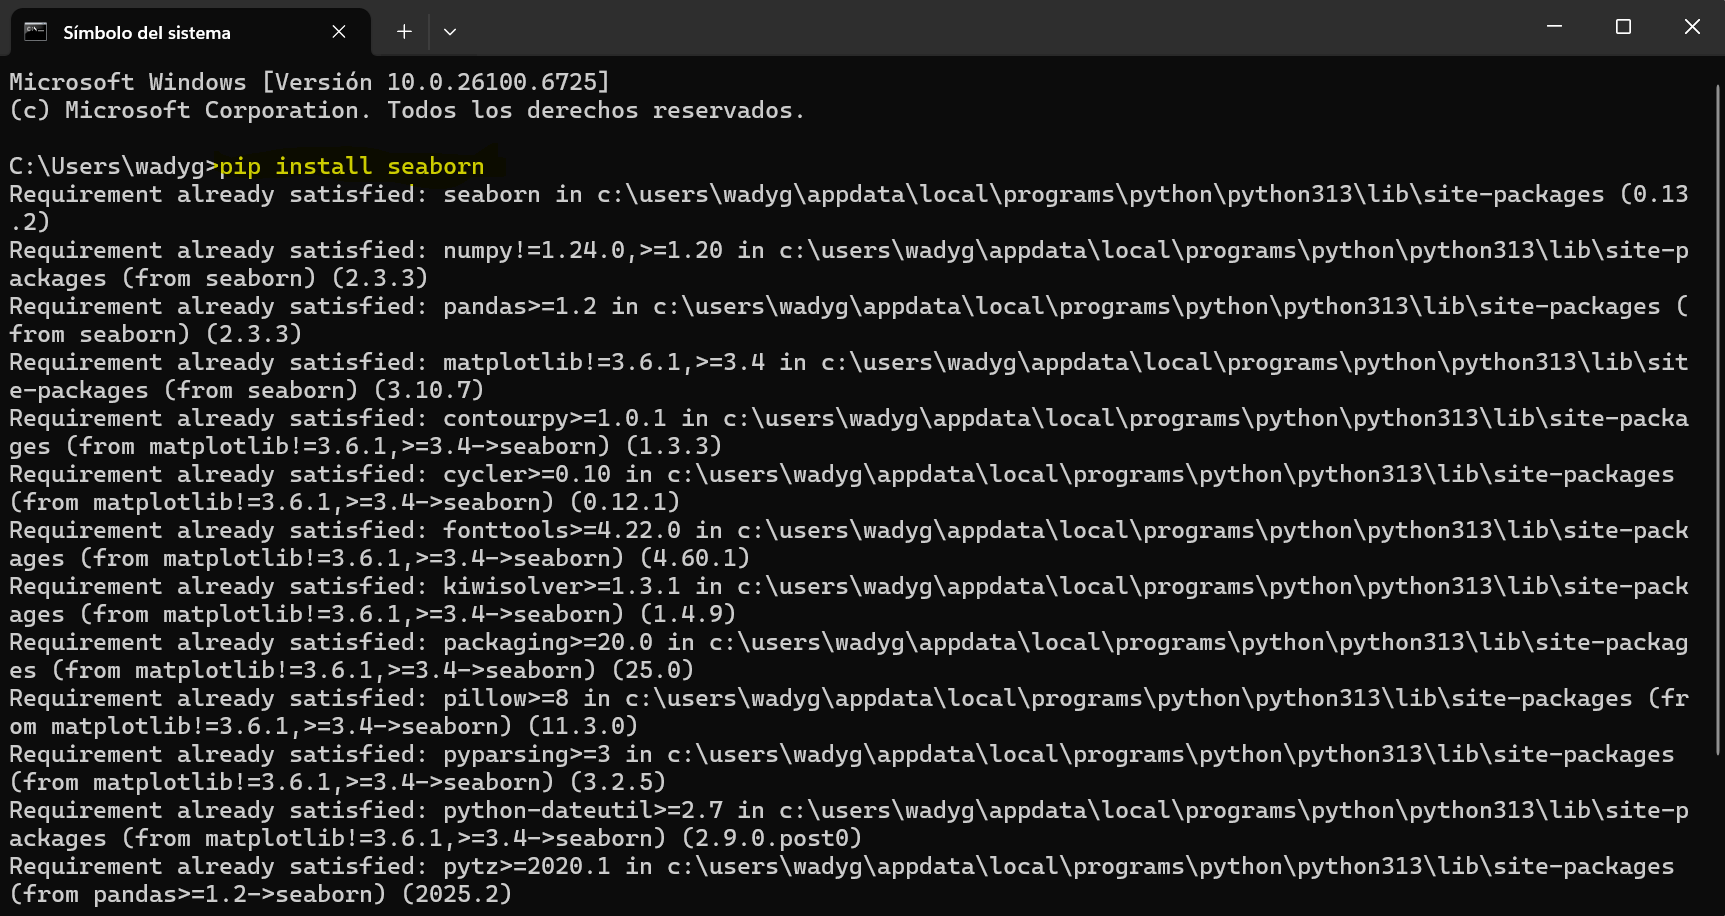 Símbolo del sistema
Microsoft Windows [Versión 10.0.26100.6725]
(c) Microsoft Corporation. Todos los derechos reservados.
C:\Users\wadyg>pip install seaborn
Requirement already satisfied: seaborn in c:\users\wadyg\appdata\local\programs\python\python313\lib\site-packages (0.13
.2)
Requirement already satisfied: numpy!=1.24.0,>=1.20 in c:\users\wadyg\appdata\local\programs\python\python313\lib\site-p
ackages (from seaborn) (2.3.3)
Requirement already satisfied: pandas>=1.2 in c:\users\wadyg\appdata\local\programs\python\python313\lib\site-packages (
from seaborn) (2.3.3)
Requirement already satisfied: matplotlib!=3.6.1,>=3.4 in c:\users\wadyg\appdata\local\programs\python\python313\lib\sit
e-packages (from seaborn) (3.10.7)
Requirement already satisfied: contourpy>=1.0.1 in c:\users\wadyg\appdata\local\programs\python\python313\lib\site-packa
ges (from matplotlib!=3.6.1,>=3.4->seaborn) (1.3.3)
Requirement already satisfied: cycler>=0.10 in c:\users\wadyg\appdata\local\programs\python\python313\lib\site-packages
(from matplotlib!=3.6.1,>=3.4->seaborn) (0.12.1)
Requirement already satisfied: fonttools>=4.22.0 in c:\users\wadyg\appdata\local\programs\python\python313\lib\site-pack
ages (from matplotlib!=3.6.1,>=3.4->seaborn) (4.60.1)
Requirement already satisfied: kiwisolver>=1.3.1 in c:\users\wadyg\appdata\local\programs\python\python313\lib\site-pack
ages (from matplotlib!=3.6.1,>=3.4->seaborn) (1.4.9)
Requirement already satisfied: packaging>=20.0 in c:\users\wadyg\appdata\local\programs\python\python313\lib\site-packag
es (from matplotlib!=3.6.1,>=3.4->seaborn) (25.0)
Requirement already satisfied: pillow>=8 in c:\users\wadyg\appdata\local\programs\python\python313\lib\site-packages (fr
om matplotlib!=3.6.1,>=3.4->seaborn) (11.3.0)
Requirement already satisfied: pyparsing>=3 in c:\users\wadyg\appdata\local\programs\python\python313\lib\site-packages
(from matplotlib!=3.6.1,>=3.4->seaborn) (3.2.5)
Requirement already satisfied: python-dateutil>=2.7 in c:\users\wadyg\appdata\local\programs\python\python313\lib\site-p
ackages (from matplotlib!=3.6.1,>=3.4->seaborn) (2.9.0.post0)
Requirement already satisfied: pytz>=2020.1 in c:\users\wadyg\appdata\local\programs\python\python313\lib\site-packages
(from pandas>=1.2->seaborn) (2025.2)